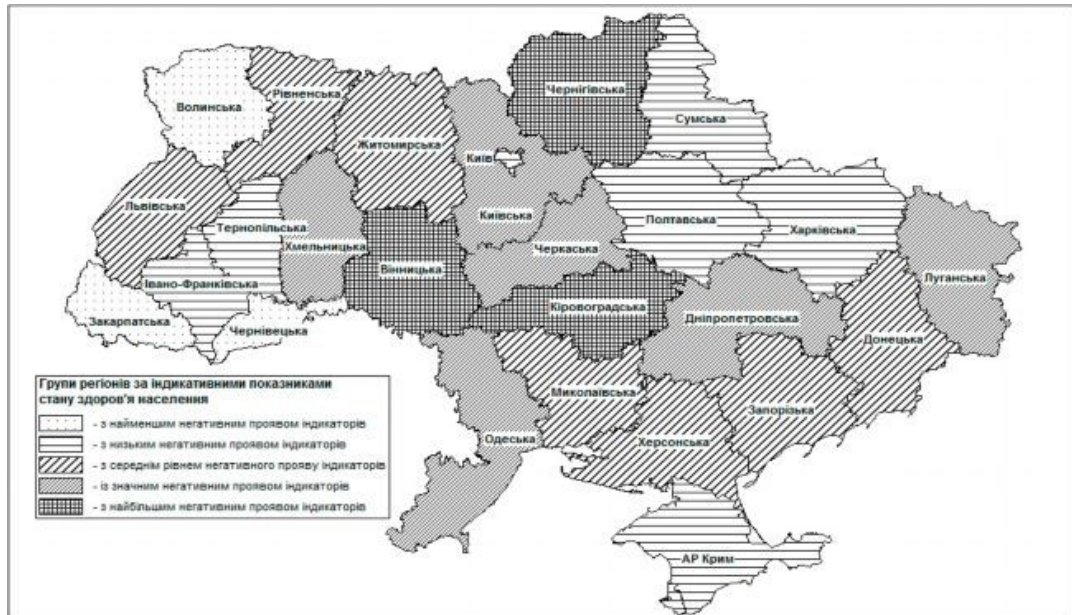 Чернігівська
Волинська
Рівненська
Сумська
Житомирська
Київ
Львівська
Тернопільська
Київська
Полтавська
Харківська
Хмельницька
Черкаська
Вінницька
Луганська
Івано-Франківська
Кіровоградська
Закарпатська
Чернівецька
Дніпропетровська
Донецька
Групи регіонів за індикативними показниками
стану здоров'я населення
- з найменшим негативним проявом індикаторів
- з низьким негативним проявом індикаторів
- з середнім рівнем негативного прояву індикаторів
- із значним негативним проявом індикаторів
- з найбільшим негативним проявом індикаторів
Миколаївська
Запорізька
Одеська
Херсонська
АР Крим